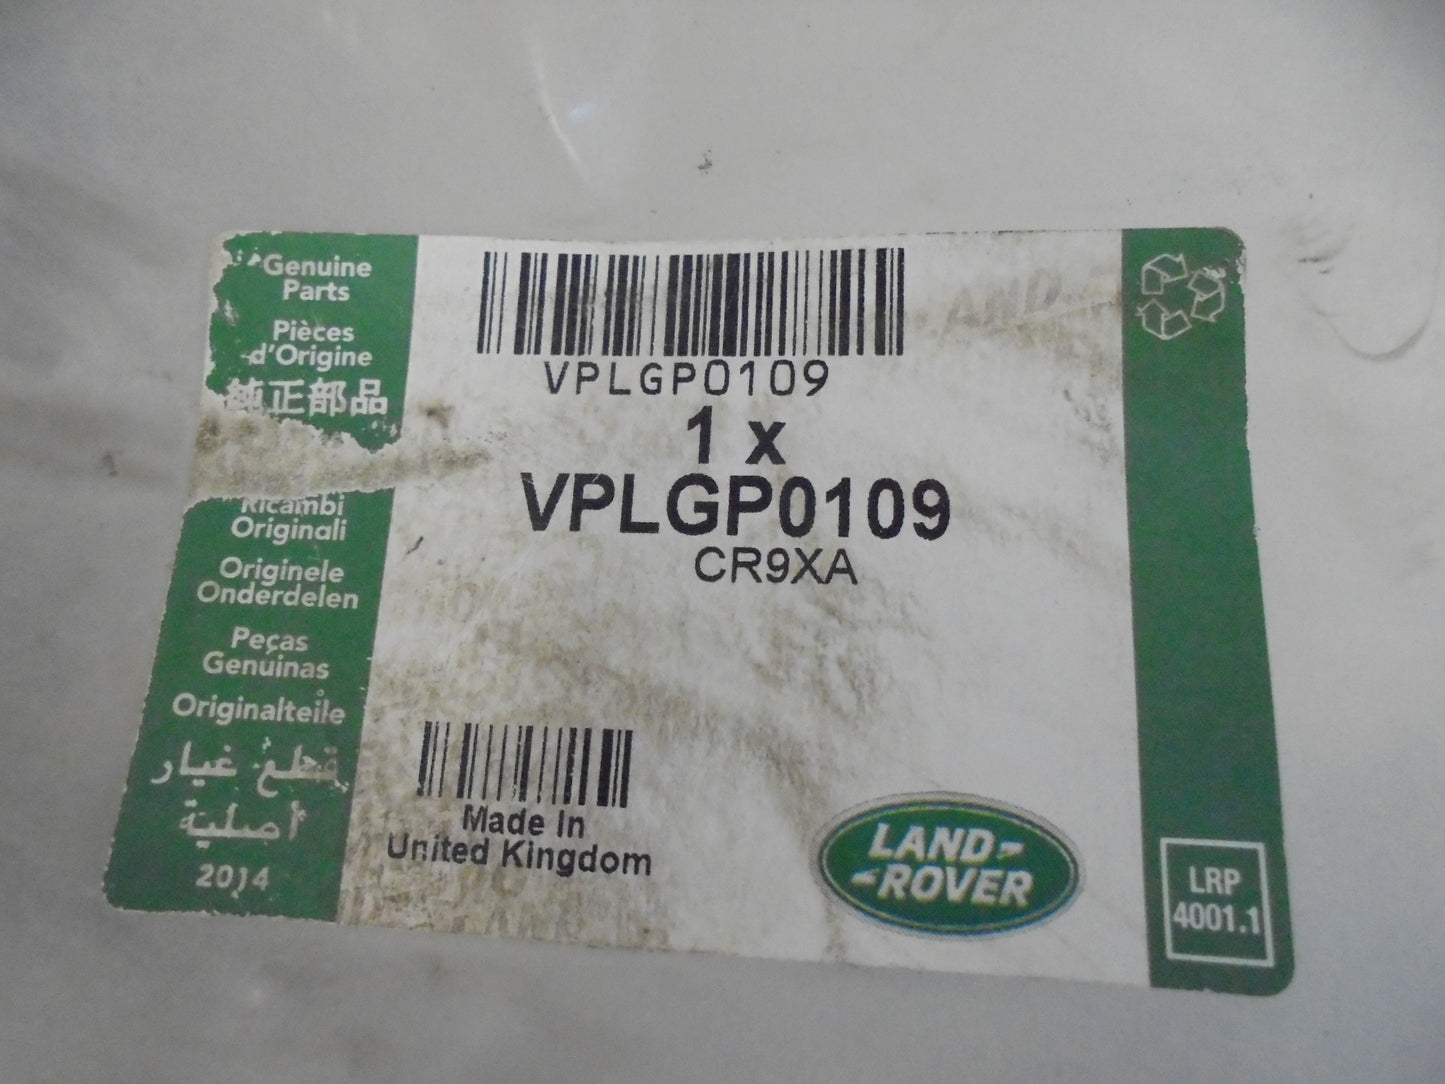 Genuine
Parts
Pièces
d'Origine
純正部品
Ricambi
Originali
Originele
Onderdelen
Peças
Genuinas
Originalteile
قطع غيار
أصلية
2014
VPLGP0109
1 x
VPLGP0109
CR9XA
Made In
United Kingdom
LAND
ROVER
LRP
4001.1